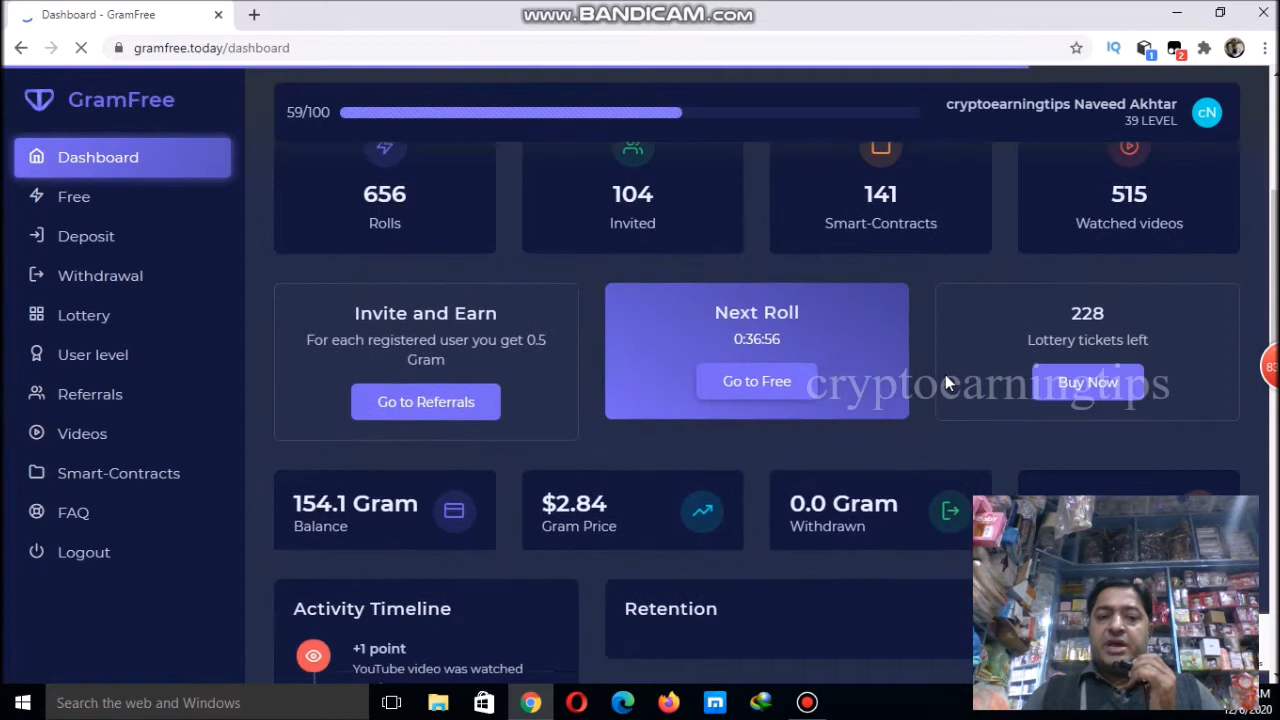 Dashboard - GramFree
www.BANDICAM.com
gramfree.today/dashboard
IQ
1
2
GramFree
59/100
cryptoearningtips Naveed Akhtar
39 LEVEL
cN
Dashboard
Free
Deposit
Withdrawal
Lottery
User level
Referrals
Videos
Smart-Contracts
FAQ
Logout
656
Rolls
104
Invited
141
Smart-Contracts
515
Watched videos
Invite and Earn
For each registered user you get 0.5
Gram
Go to Referrals
Next Roll
0:36:56
Go to Free
228
Lottery tickets left
Buy Now
cryptoearningtips
154.1 Gram
Balance
$2.84
Gram Price
0.0 Gram
Withdrawn
Activity Timeline
+1 point
YouTube video was watched
Retention
Search the web and Windows